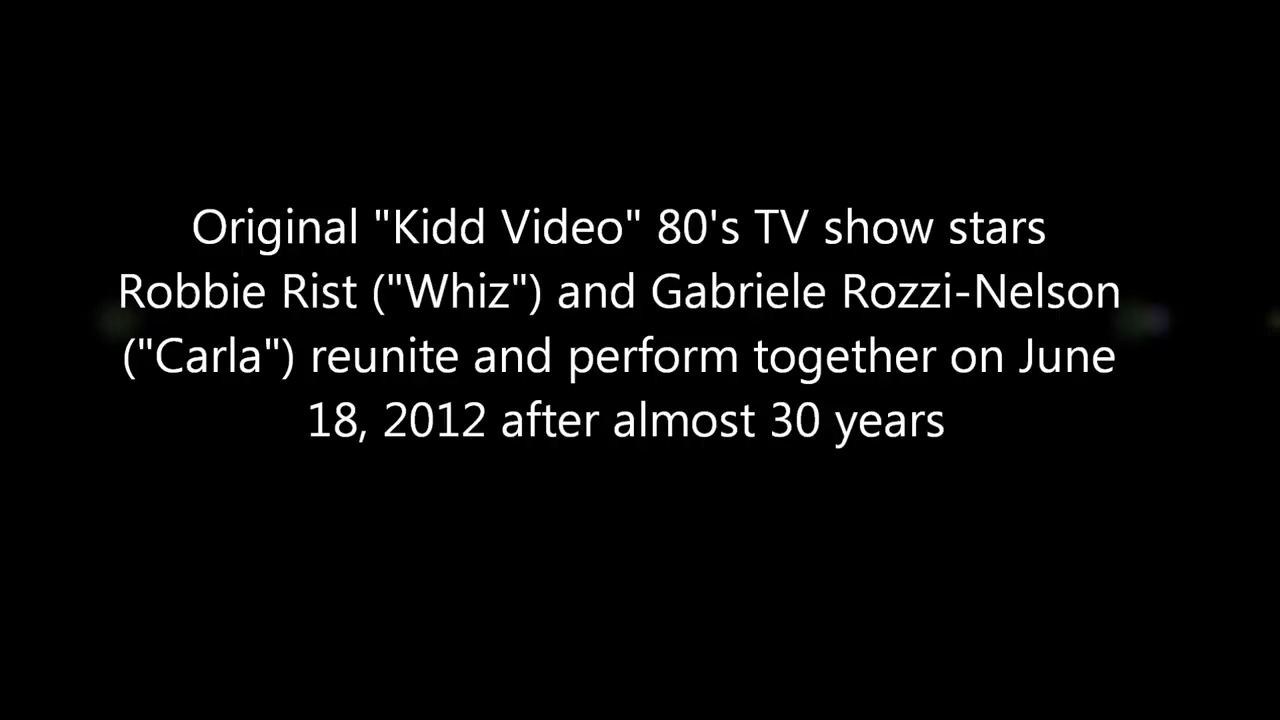 Original "Kidd Video" 80's TV show stars
Robbie Rist ("Whiz") and Gabriele Rozzi-Nelson
("Carla") reunite and perform together on June
18, 2012 after almost 30 years